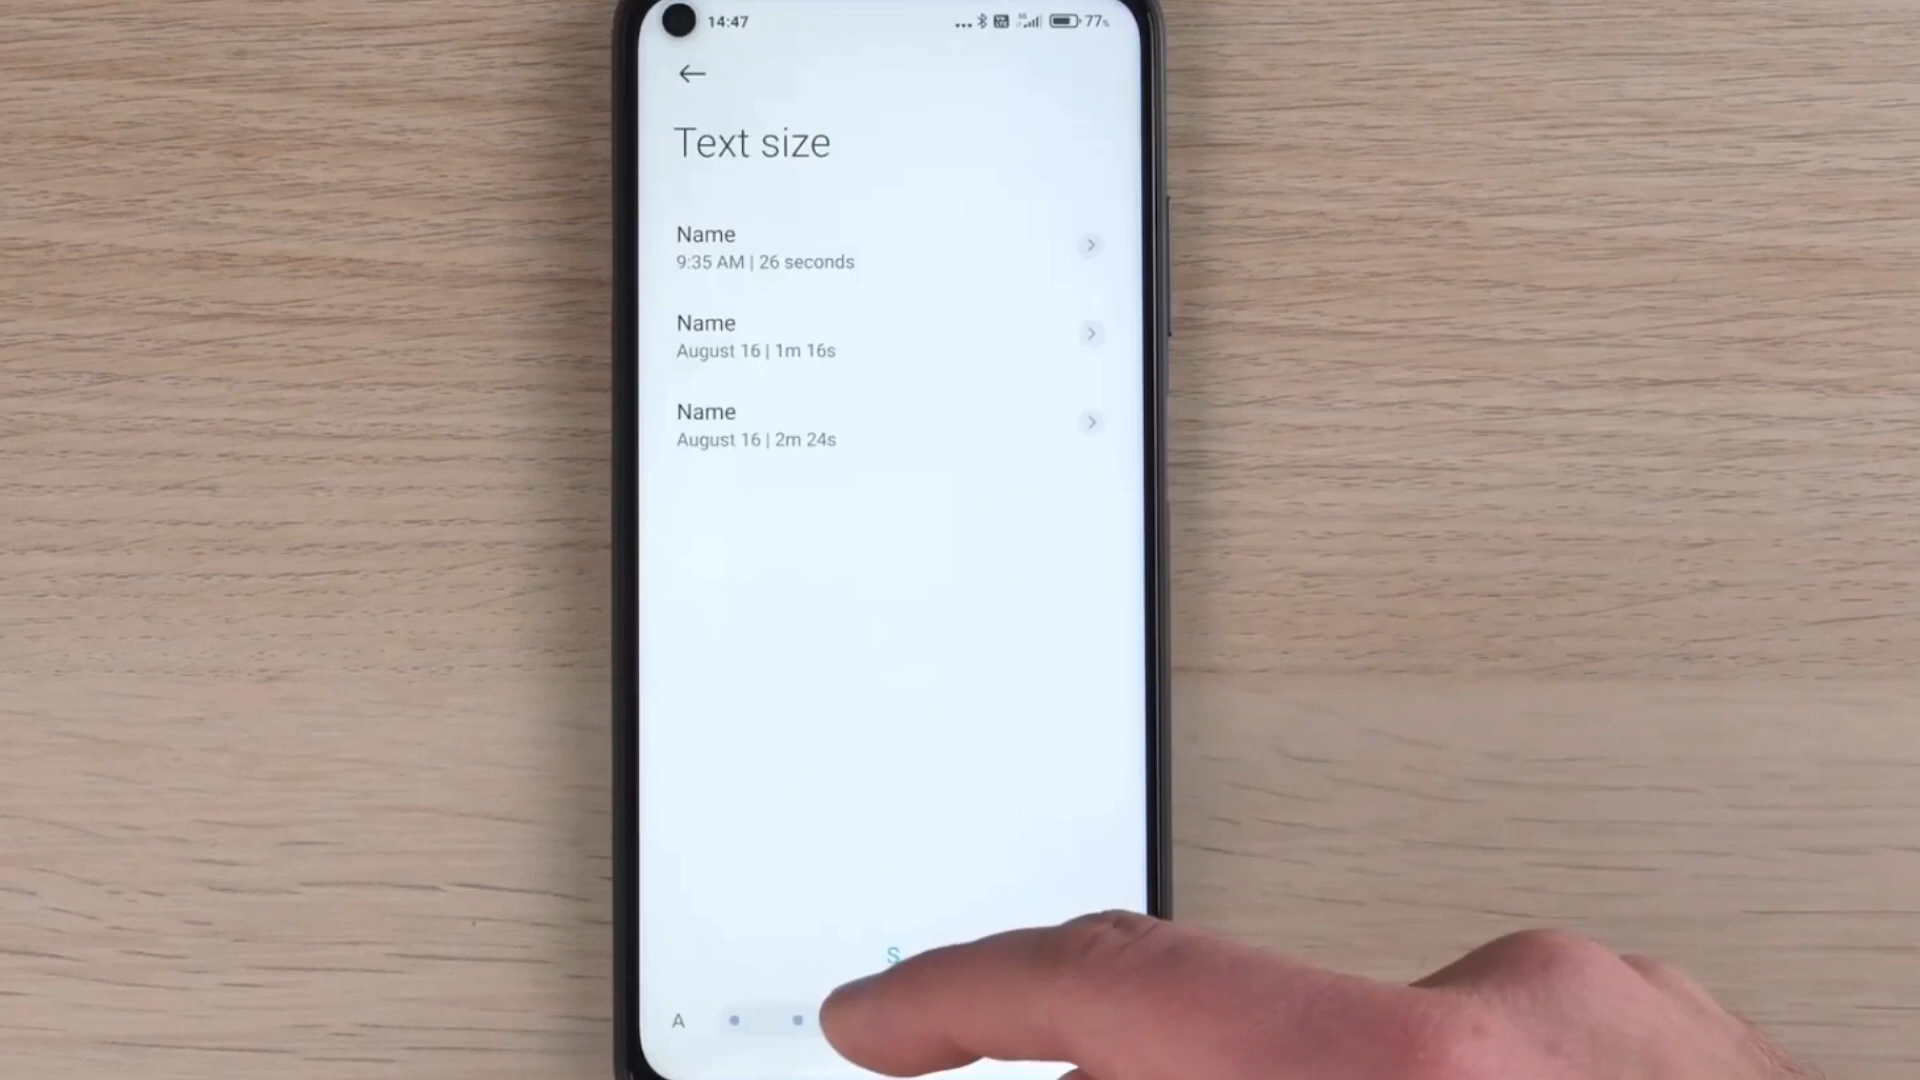 14:47
77%
Text size
Name
9:35 AM | 26 seconds
Name
August 16 | 1m 16s
Name
August 16 | 2m 24s
S
A